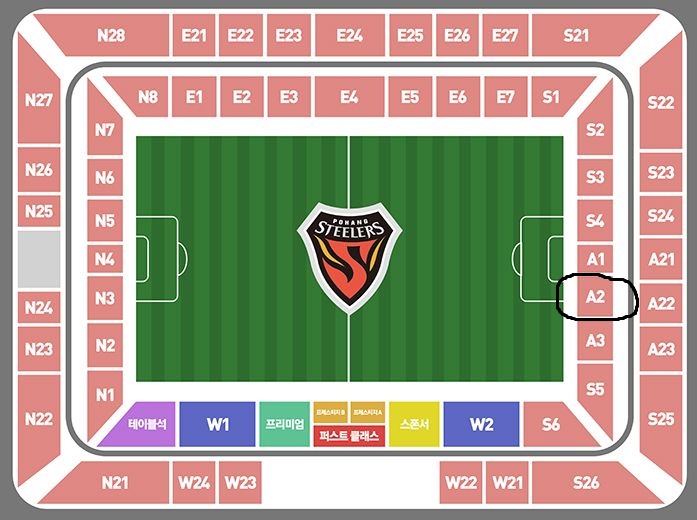 N28 E21 E22 E23 E24 E25 E26 E27 S21
N27 N8 E1 E2 E3 E4 E5 E6 E7 S1 S22
N7 S2
N26 N6 S3 S23
N25 N5 S4 S24
POHANG
STEELERS
N4 A1 A21
N24 N3 A2 A22
N23 N2 A3 A23
N22 N1 S5 S25
테이블석 W1 프리미엄 프레스티지 B 프레스티지 A 스폰서 W2 S6
퍼스트 클래스
N21 W24 W23 W22 W21 S26